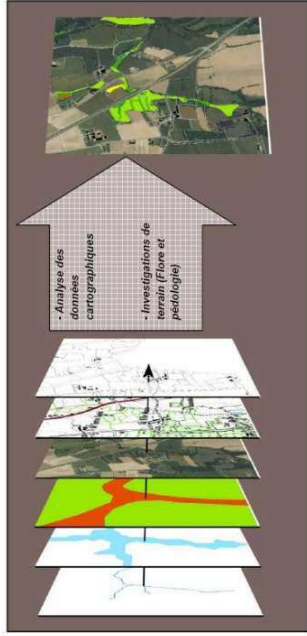 - Analyse des
données
cartographiques
- Investigations de
terrain (Flore et
pédologie)